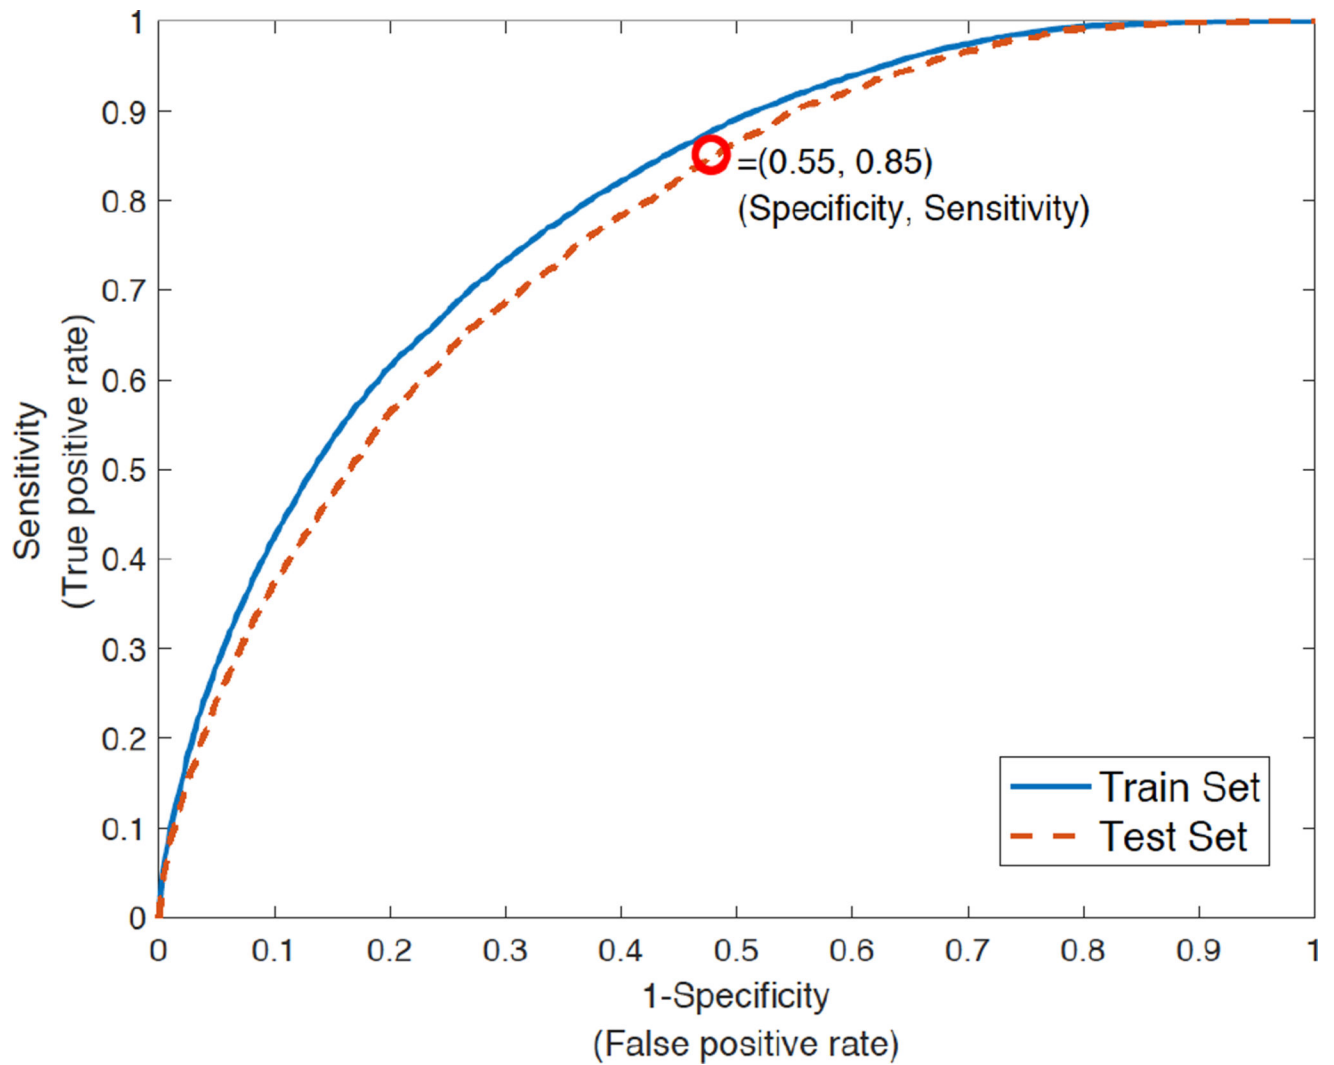 1
0.9
0.8
0.7
0.6
0.5
0.4
0.3
0.2
0.1
0
Sensitivity
(True positive rate)
=(0.55, 0.85)
(Specificity, Sensitivity)
Train Set
Test Set
0 0.1 0.2 0.3 0.4 0.5 0.6 0.7 0.8 0.9 1
1-Specificity
(False positive rate)